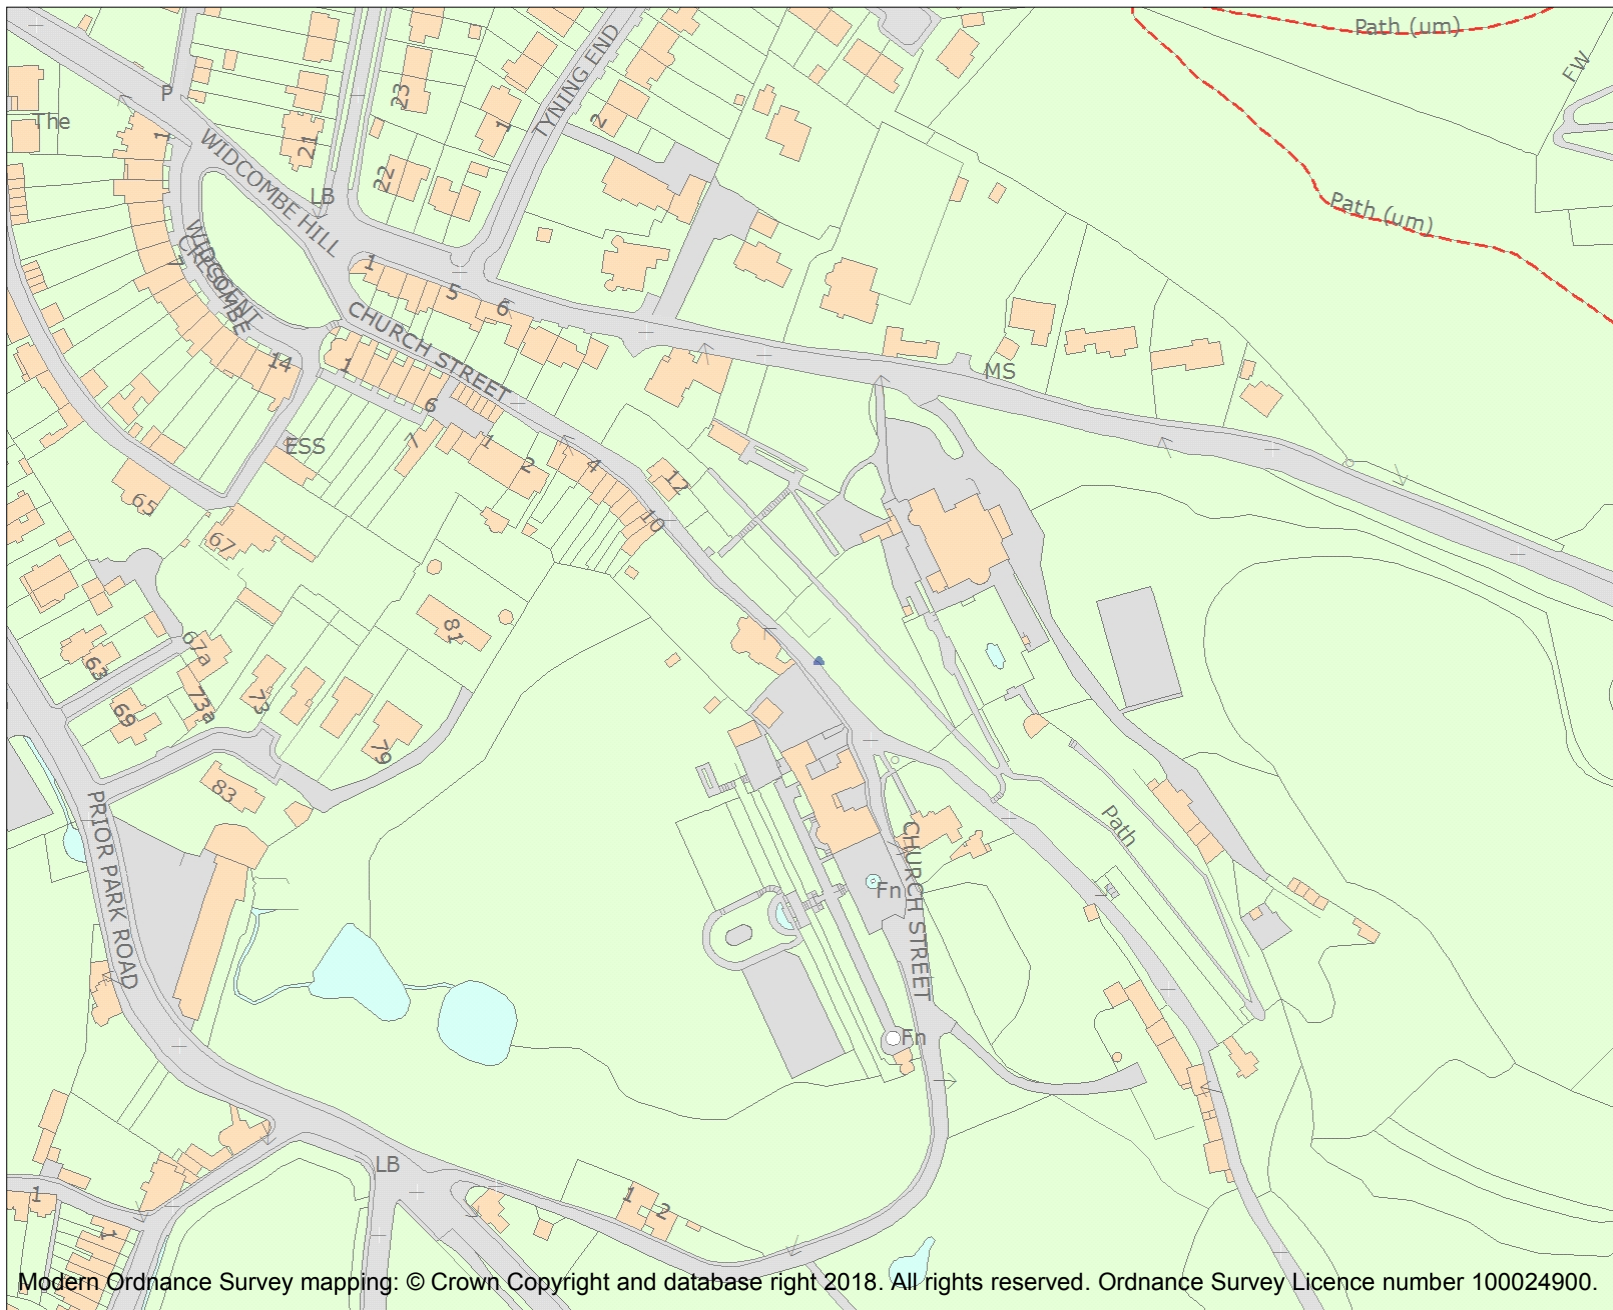 Path (um)
FW
TYNING END
23
1
2
P
The
1
WIDCOMBE HILL
21
22
LB
Path (um)
WIDCOMBE
CRESCENT
7
1
5
6
CHURCH STREET
14
1
6
MS
7
1
2
4
12
10
ESS
65
67
81
67a
63
69
73a
73
79
83
PRIOR PARK ROAD
Path
CHURCH STREET
Fn
Fn
LB
1
1
1
2
Modern Ordnance Survey mapping: © Crown Copyright and database right 2018. All rights reserved. Ordnance Survey Licence number 100024900.